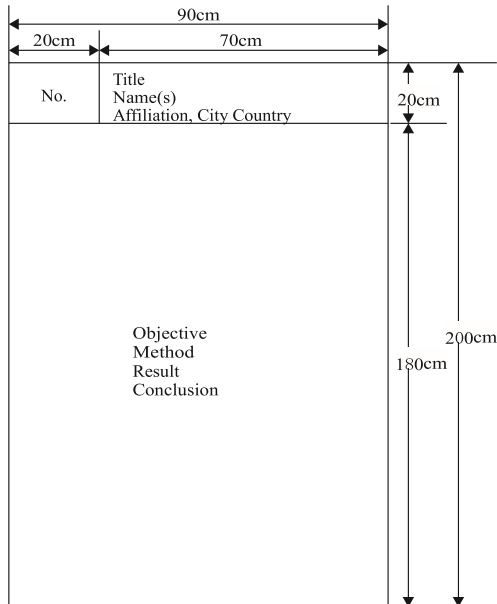 90cm
20cm
70cm
No.
Title
Name(s)
Affiliation, City Country
20cm
Objective
Method
Result
Conclusion
200cm
180cm